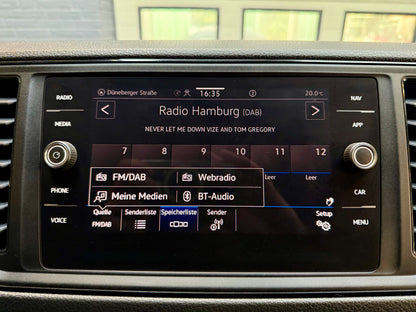 RADIO
MEDIA
PHONE
VOICE
NAV
APP
CAR
MENU
Düneberger Straße 16:35 20.0°C
< Radio Hamburg (DAB) >
NEVER LET ME DOWN VIZE AND TOM GREGORY
7 8 9 10 11 12
Leer Leer
FM/DAB Webradio
Meine Medien BT-Audio
Quelle Senderliste Speicherliste Sender Setup
FM/DAB